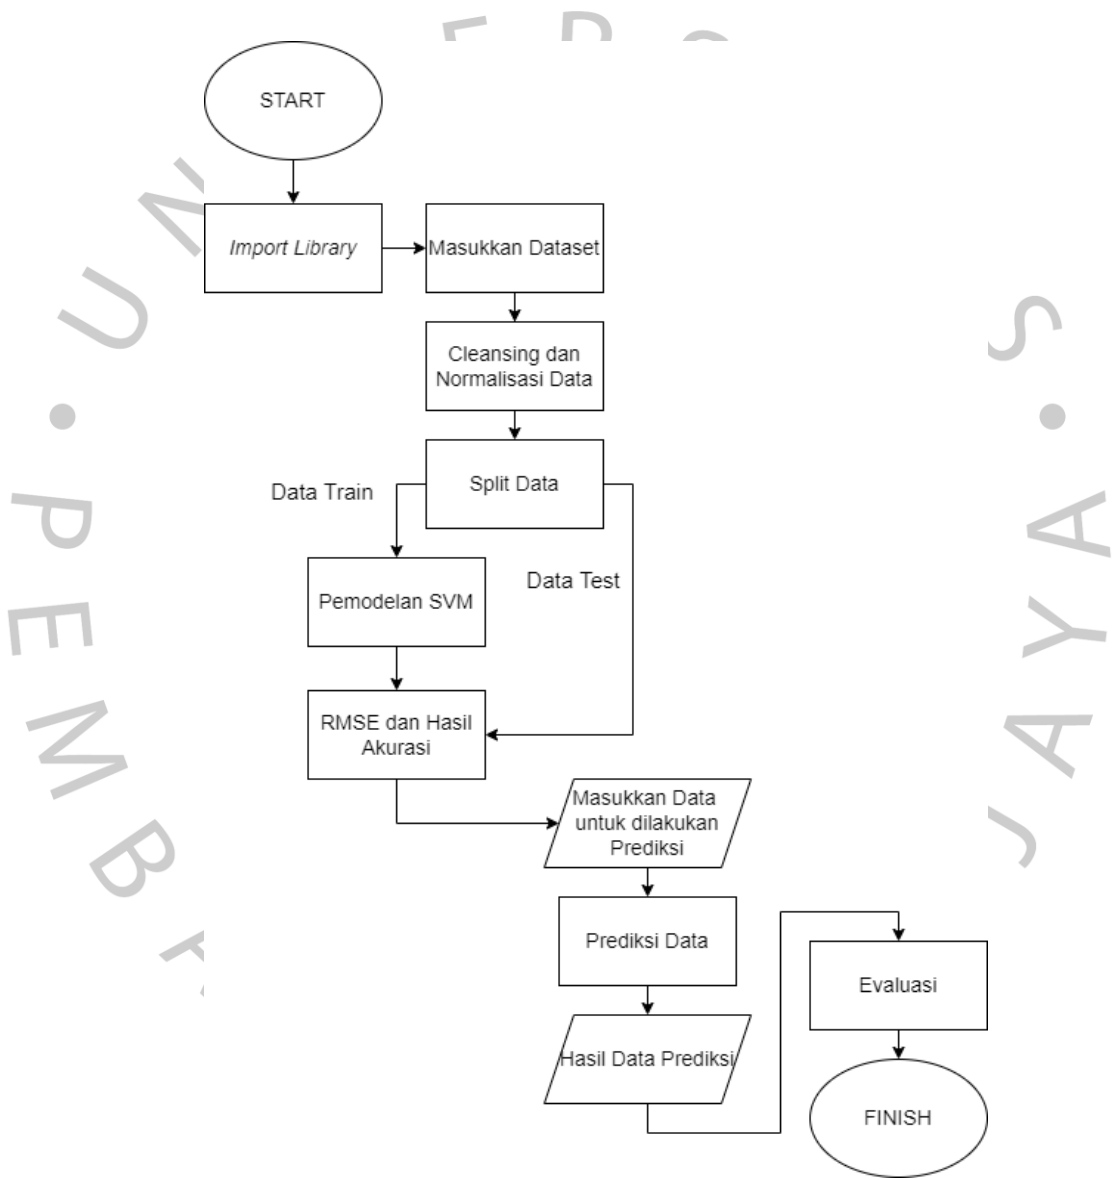 START
Import Library
Masukkan Dataset
Cleansing dan
Normalisasi Data
Split Data
Data Train
Data Test
Pemodelan SVM
RMSE dan Hasil
Akurasi
Masukkan Data
untuk dilakukan
Prediksi
Prediksi Data
Hasil Data Prediksi
Evaluasi
FINISH
P E M B
U N
J A Y A